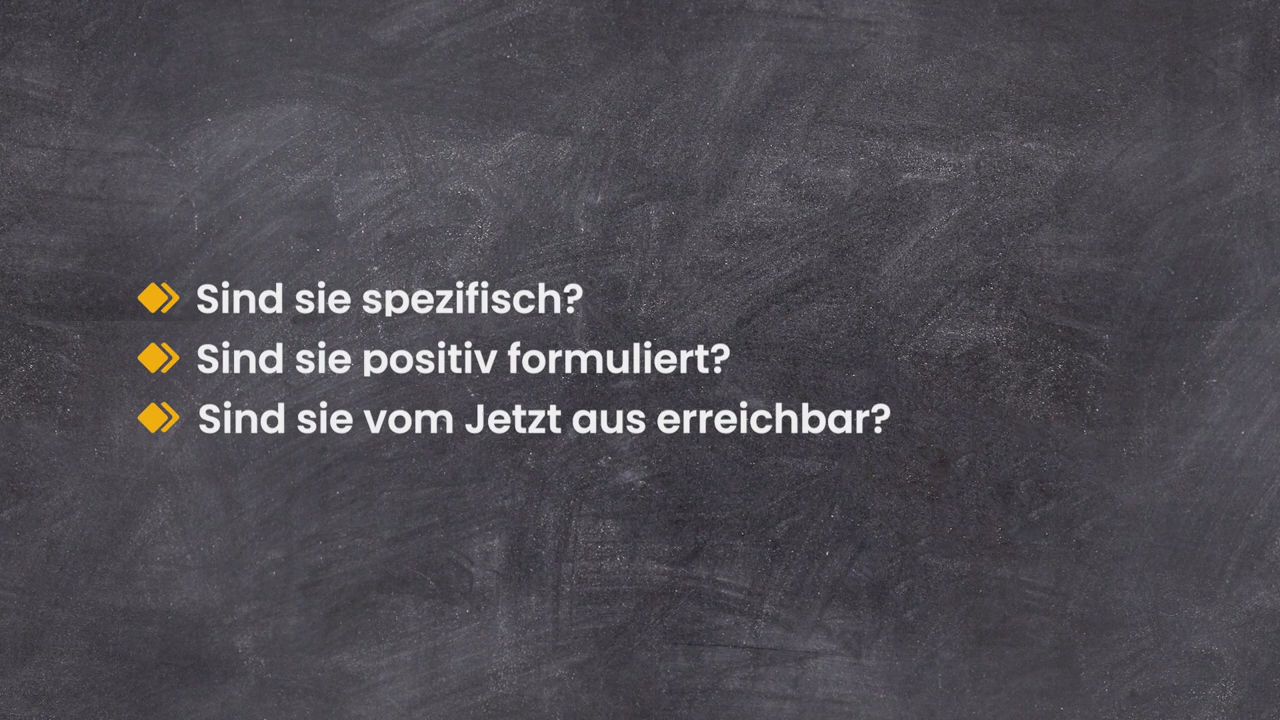 Sind sie spezifisch?
Sind sie positiv formuliert?
Sind sie vom Jetzt aus erreichbar?